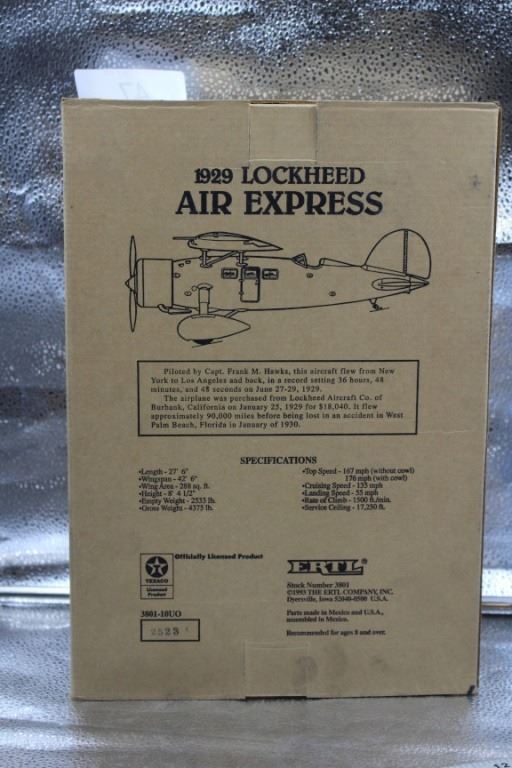 1929 LOCKHEED
AIR EXPRESS
Piloted by Capt. Frank M. Hawks, this aircraft flew from New
York to Los Angeles and back, in a record setting 36 hours, 48
minutes, and 48 seconds on June 27-29, 1929.
The airplane was purchased from Lockheed Aircraft Co. of
Burbank, California on January 25, 1929 for $18,040. It flew
approximately 90,000 miles before being lost in an accident in West
Palm Beach, Florida in January of 1930.
SPECIFICATIONS
•Length - 27' 6"
•Wingspan - 42' 6"
•Wing Area - 288 sq. ft.
•Height - 8' 4 1/2"
•Empty Weight - 2533 lb.
•Gross Weight - 4375 lb.
•Top Speed - 167 mph (without cowl)
176 mph (with cowl)
•Cruising Speed - 135 mph
•Landing Speed - 55 mph
•Rate of Climb - 1500 ft./min.
•Service Ceiling - 17,250 ft.
TEXACO
Licensed
Product
Officially Licensed Product
3801-10UO
2523
ERTL®
Stock Number 3801
©1993 THE ERTL COMPANY, INC.
Dyersville, Iowa 52040-0500 U.S.A.
Parts made in Mexico and U.S.A.,
assembled in Mexico.
Recommended for ages 8 and over.